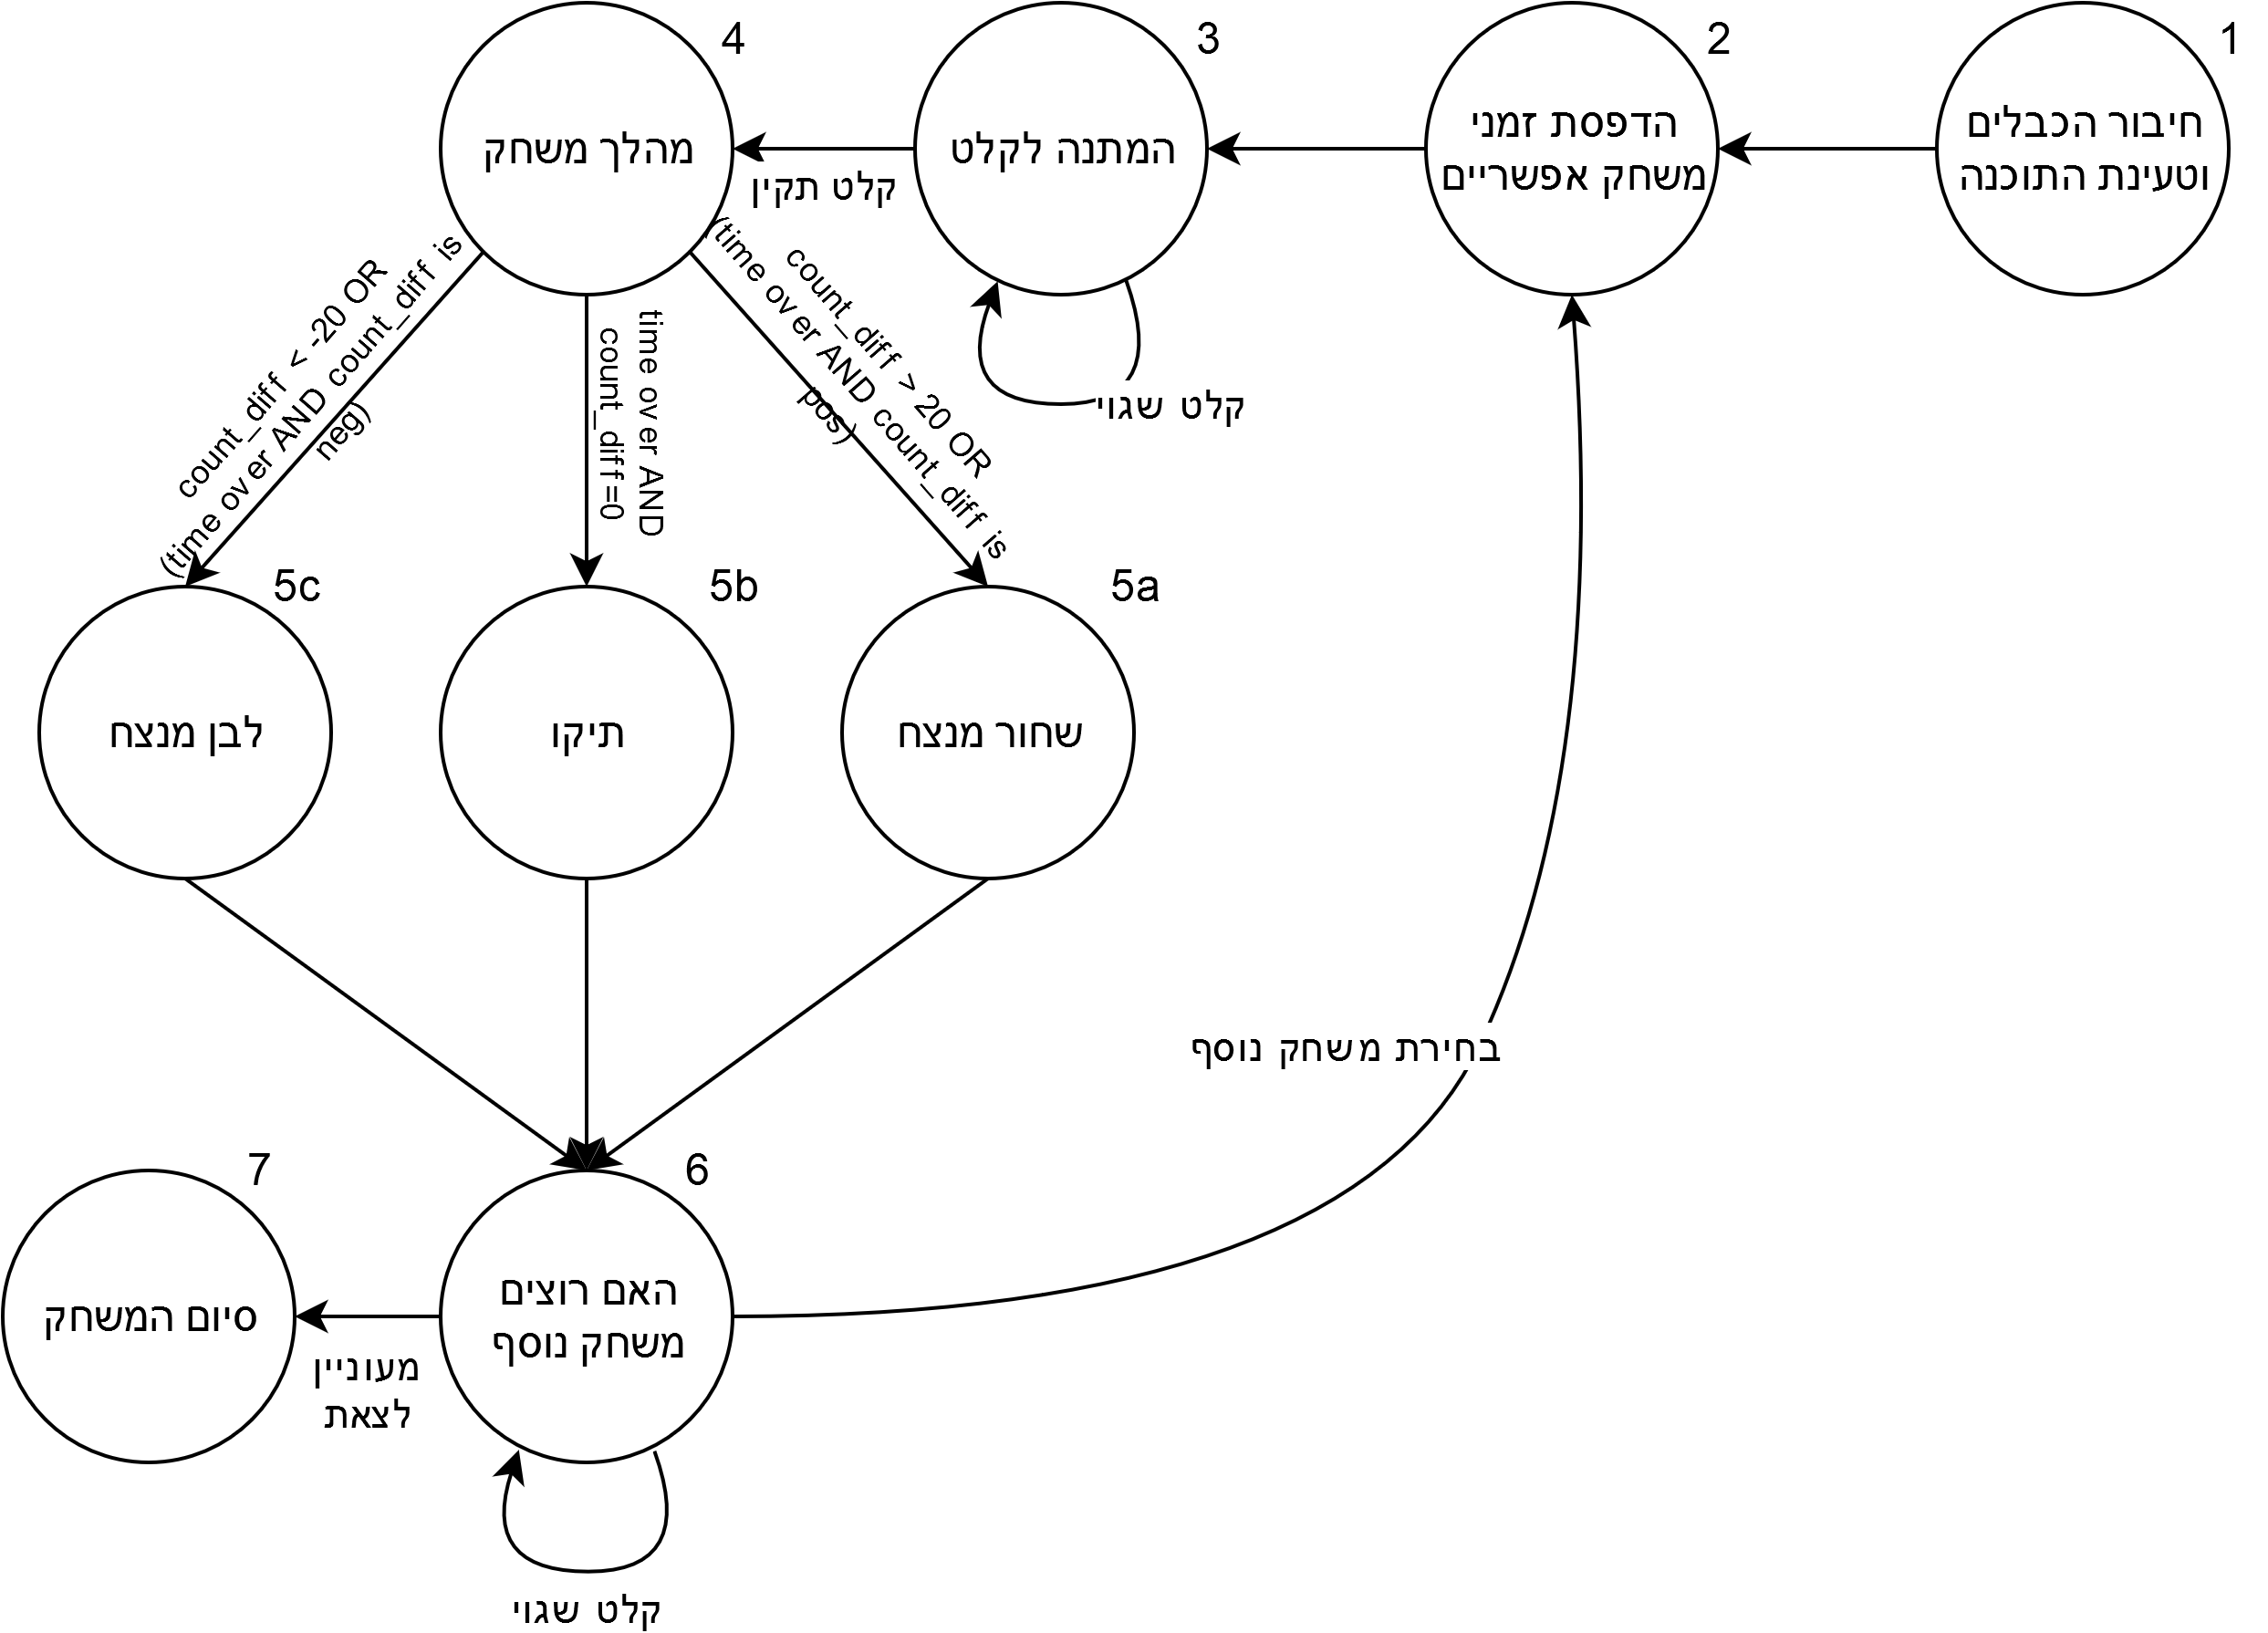 1
חיבור הכבלים
וטעינת התוכנה
2
הדפסת זמני
משחק אפשריים
3
המתנה לקלט
קלט שגוי
קלט תקין
4
מהלך משחק
count_diff > 20 OR
(time over AND count_diff is
pos)
time over AND
count_diff=0
count_diff < -20 OR
(time over AND count_diff is
neg)
5a
שחור מנצח
5b
תיקו
5c
לבן מנצח
בחירת משחק נוסף
6
האם רוצים
משחק נוסף
קלט שגוי
מעוניין
לצאת
7
סיום המשחק